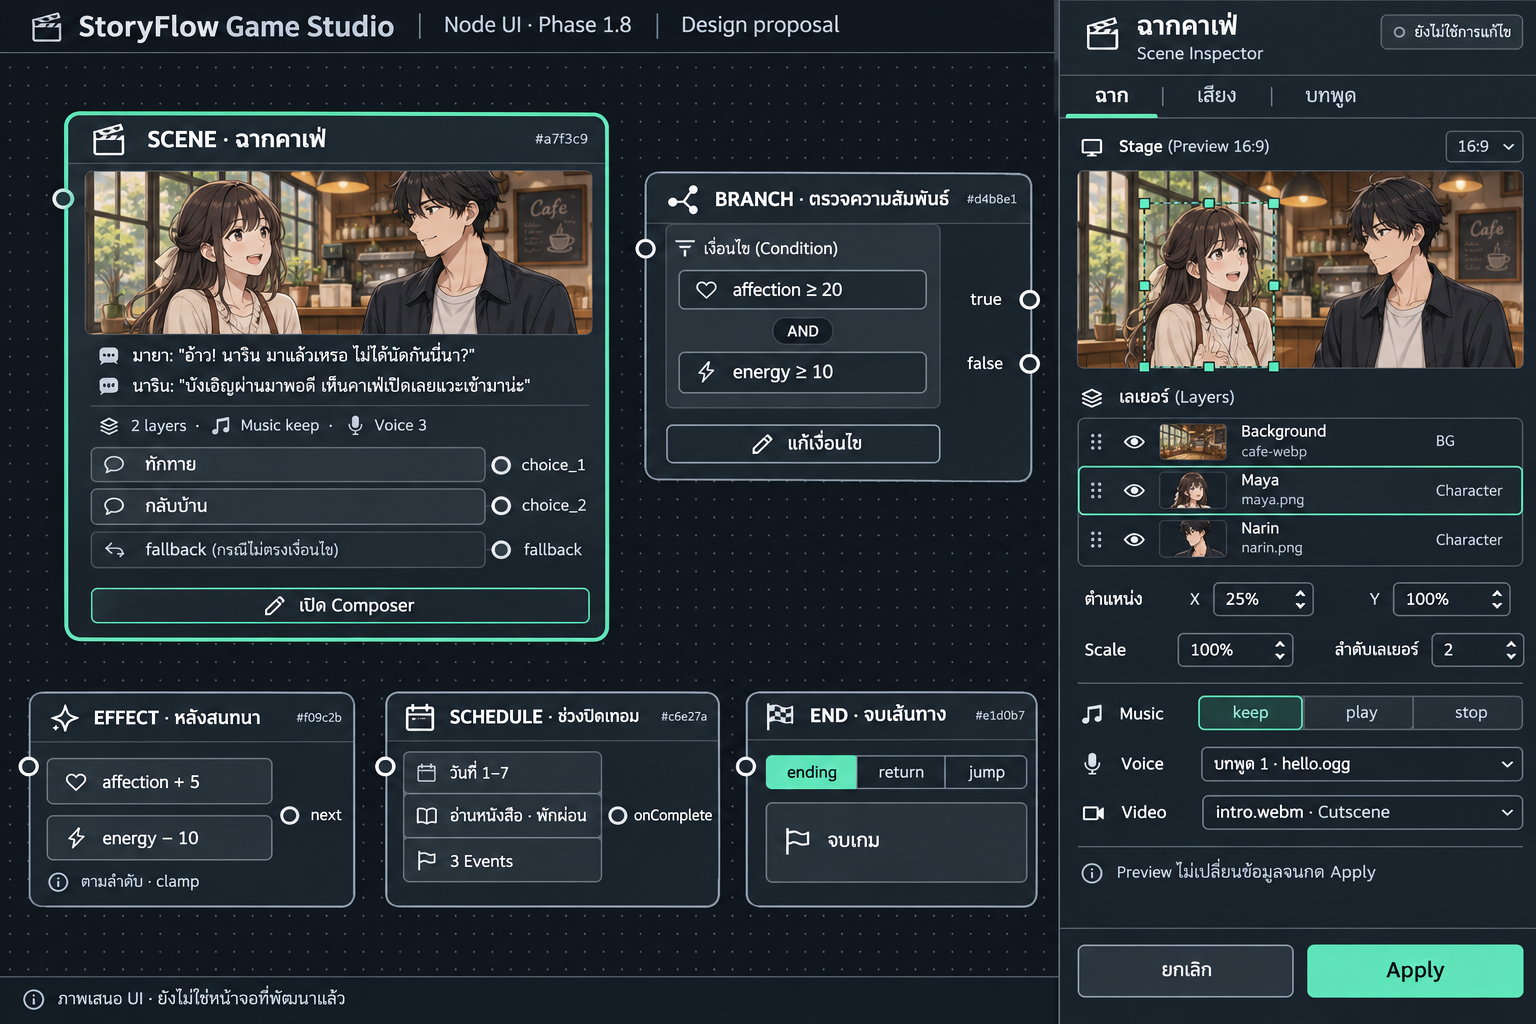 StoryFlow Game Studio | Node UI · Phase 1.8 | Design proposal
SCENE · ฉากคาเฟ่ #a7f3c9
Cafe
มายา: "อ้าว! นาริน มาแล้วเหรอ ไม่ได้นัดกันนี่นา?"
นาริน: "บังเอิญผ่านมาพอดี เห็นคาเฟ่เปิดเลยแวะเข้ามาน่ะ"
2 layers · Music keep · Voice 3
ทักทาย choice_1
กลับบ้าน choice_2
fallback (กรณีไม่ตรงเงื่อนไข) fallback
เปิด Composer
BRANCH · ตรวจความสัมพันธ์ #d4b8e1
เงื่อนไข (Condition)
affection ≥ 20
true
AND
false
energy ≥ 10
แก้เงื่อนไข
EFFECT · หลังสนทนา #f09c2b
affection + 5
next
energy − 10
ตามลำดับ · clamp
SCHEDULE · ช่วงปิดเทอม #c6e27a
วันที่ 1–7
อ่านหนังสือ · พักผ่อน onComplete
3 Events
END · จบเส้นทาง #e1d0b7
ending return jump
จบเกม
ภาพเสนอ UI · ยังไม่ใช่หน้าจอที่พัฒนาแล้ว
ฉากคาเฟ่
Scene Inspector
ยังไม่ใช้การแก้ไข
ฉาก | เสียง | บทพูด
Stage (Preview 16:9) 16:9
Cafe
เลเยอร์ (Layers)
Background BG
cafe-webp
Maya Character
maya.png
Narin Character
narin.png
ตำแหน่ง X 25% Y 100%
Scale 100% ลำดับเลเยอร์ 2
Music keep play stop
Voice บทพูด 1 · hello.ogg
Video intro.webm · Cutscene
Preview ไม่เปลี่ยนข้อมูลจนกด Apply
ยกเลิก Apply